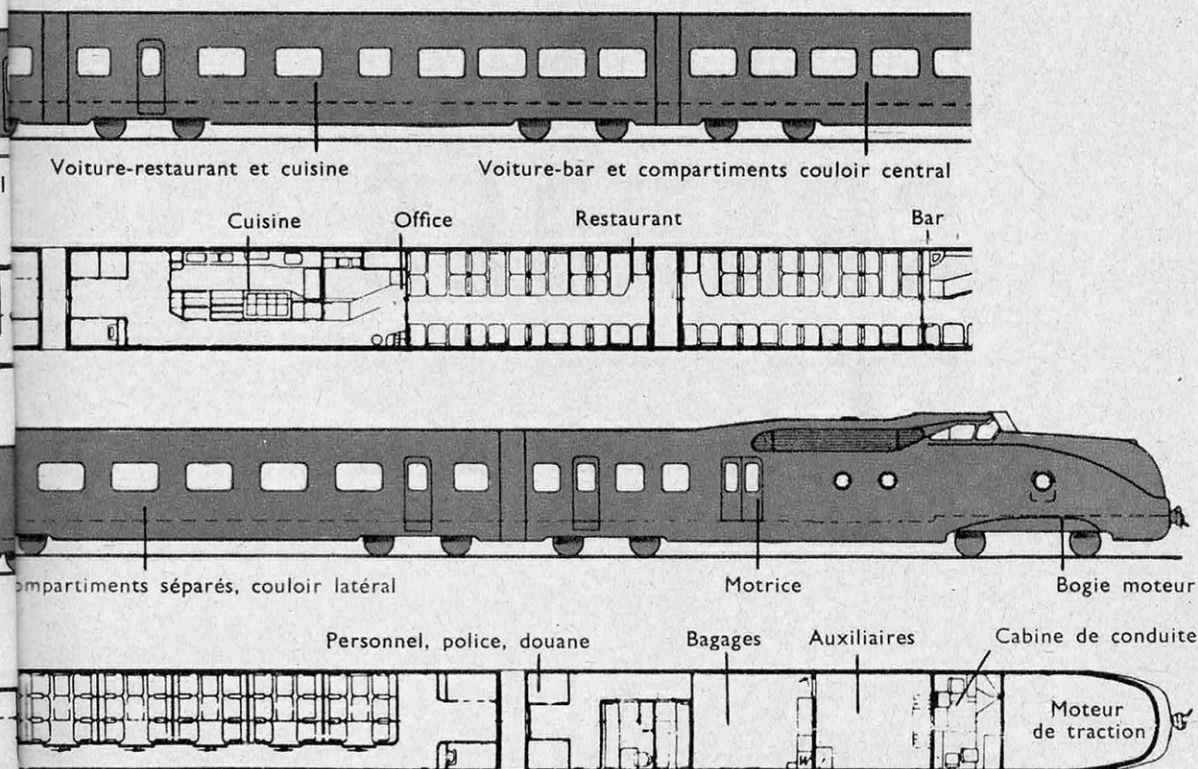 Voiture-restaurant et cuisine
Voiture-bar et compartiments couloir central
Cuisine
Office
Restaurant
Bar
ompartiments séparés, couloir latéral
Motrice
Bogie moteur
Personnel, police, douane
Bagages
Auxiliaires
Cabine de conduite
Moteur
de traction